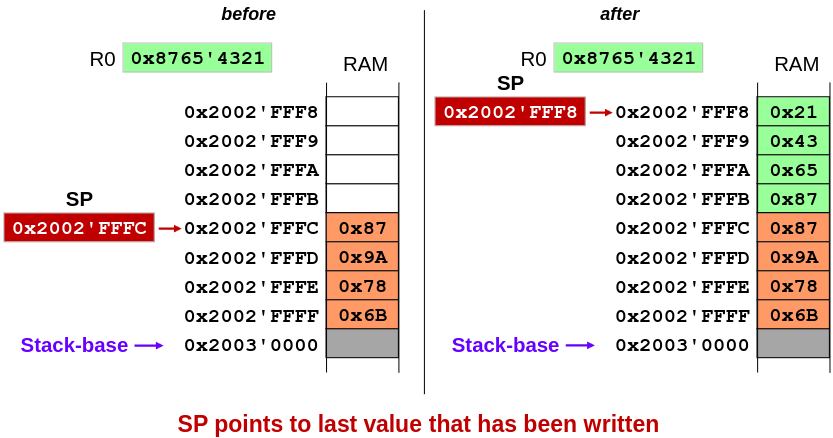 before
R0 0x8765'4321
RAM
0x2002'FFF8
0x2002'FFF9
0x2002'FFFA
0x2002'FFFB
SP
0x2002'FFFC 0x2002'FFFC 0x87
0x2002'FFFD 0x9A
0x2002'FFFE 0x78
0x2002'FFFF 0x6B
Stack-base 0x2003'0000
after
R0 0x8765'4321
RAM
SP
0x2002'FFF8 0x2002'FFF8 0x21
0x2002'FFF9 0x43
0x2002'FFFA 0x65
0x2002'FFFB 0x87
0x2002'FFFC 0x87
0x2002'FFFD 0x9A
0x2002'FFFE 0x78
0x2002'FFFF 0x6B
Stack-base 0x2003'0000
SP points to last value that has been written